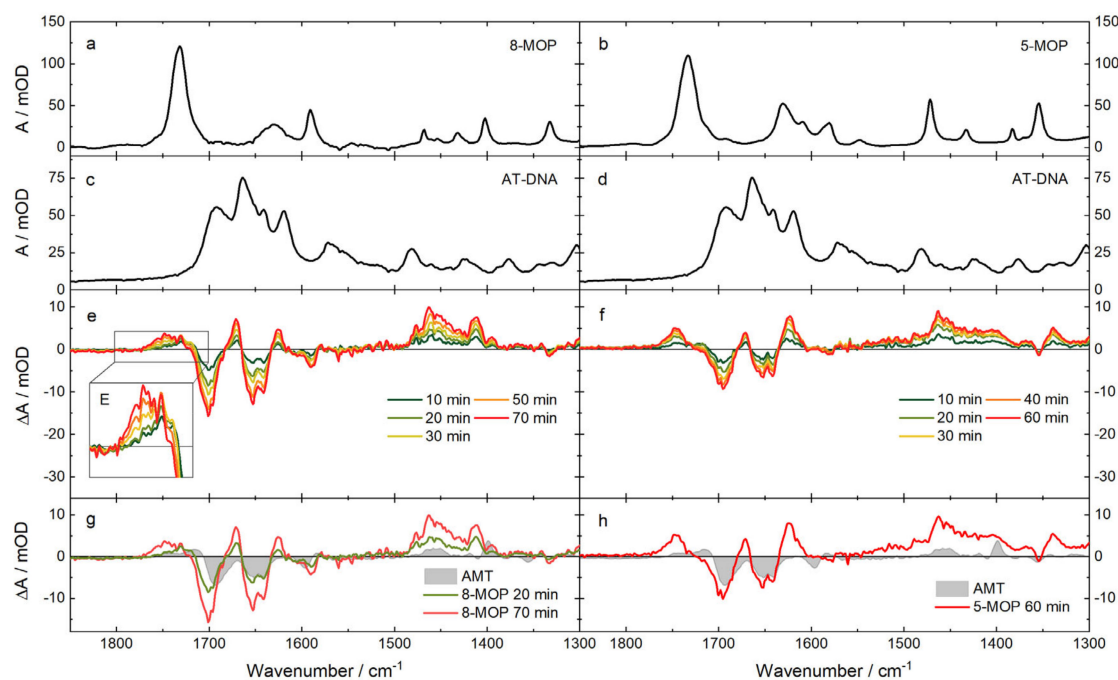 a
8-MOP
b
5-MOP
A / mOD
150
100
50
0
150
100
50
0
c
AT-DNA
d
AT-DNA
A / mOD
75
50
25
0
75
50
25
0
e
f
ΔA / mOD
10
0
-10
-20
-30
10
0
-10
-20
-30
E
10 min 50 min
20 min 70 min
30 min
10 min 40 min
20 min 60 min
30 min
g
h
ΔA / mOD
10
0
-10
10
0
-10
AMT
8-MOP 20 min
8-MOP 70 min
AMT
5-MOP 60 min
1800 1700 1600 1500 1400 1300 1800 1700 1600 1500 1400 1300
Wavenumber / cm⁻¹ Wavenumber / cm⁻¹